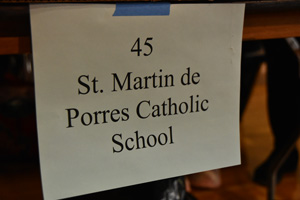 45
St. Martin de
Porres Catholic
School